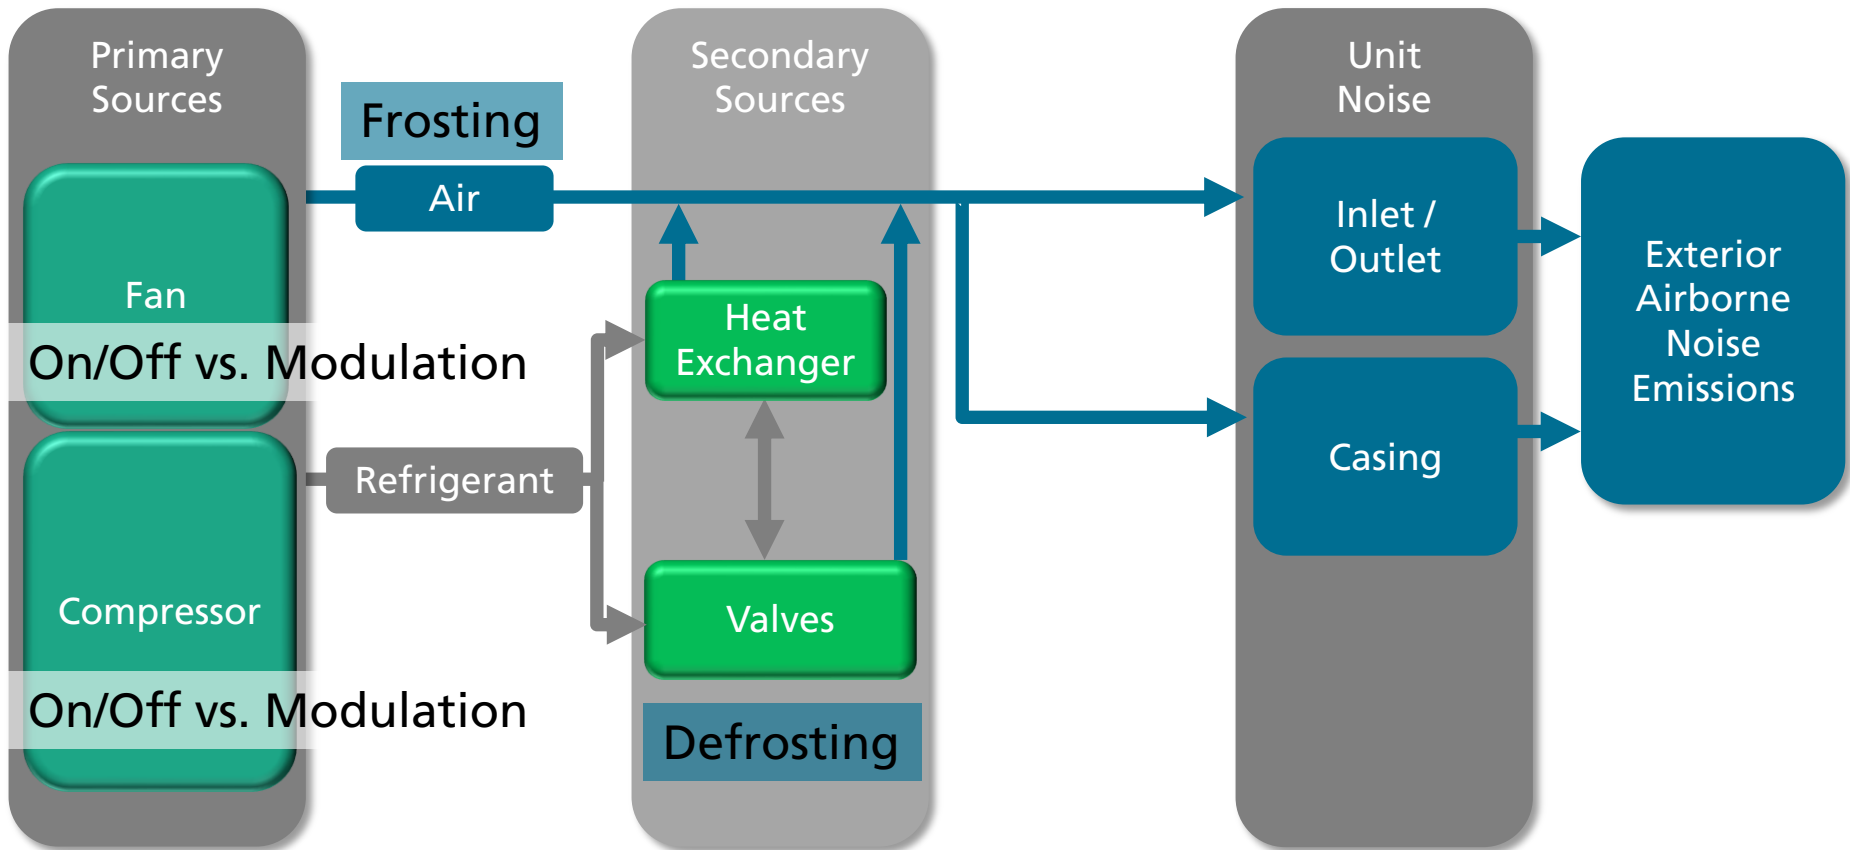 Primary
Sources
Fan
On/Off vs. Modulation
Compressor
On/Off vs. Modulation
Frosting
Air
Refrigerant
Secondary
Sources
Heat
Exchanger
Valves
Defrosting
Unit
Noise
Inlet /
Outlet
Casing
Exterior
Airborne
Noise
Emissions